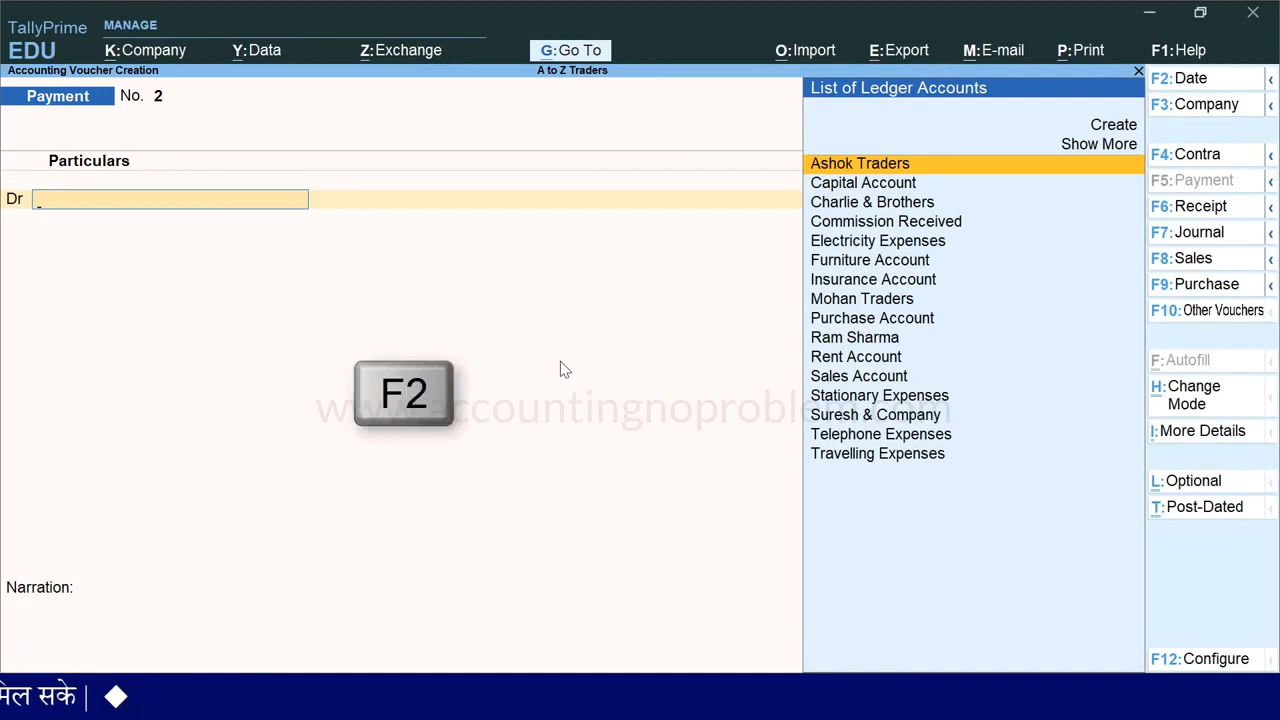 TallyPrime
EDU
MANAGE
K:Company
Y:Data
Z:Exchange
G:Go To
O:Import
E:Export
M:E-mail
P:Print
F1:Help
Accounting Voucher Creation
A to Z Traders
Payment No. 2
Particulars
Dr
F2
www.accountingnoproblem.com
Narration:
List of Ledger Accounts
Create
Show More
Ashok Traders
Capital Account
Charlie & Brothers
Commission Received
Electricity Expenses
Furniture Account
Insurance Account
Mohan Traders
Purchase Account
Ram Sharma
Rent Account
Sales Account
Stationary Expenses
Suresh & Company
Telephone Expenses
Travelling Expenses
F2:Date
F3:Company
F4:Contra
F5:Payment
F6:Receipt
F7:Journal
F8:Sales
F9:Purchase
F10:Other Vouchers
F:Autofill
H:Change
Mode
I:More Details
L:Optional
T:Post-Dated
F12:Configure
सके |